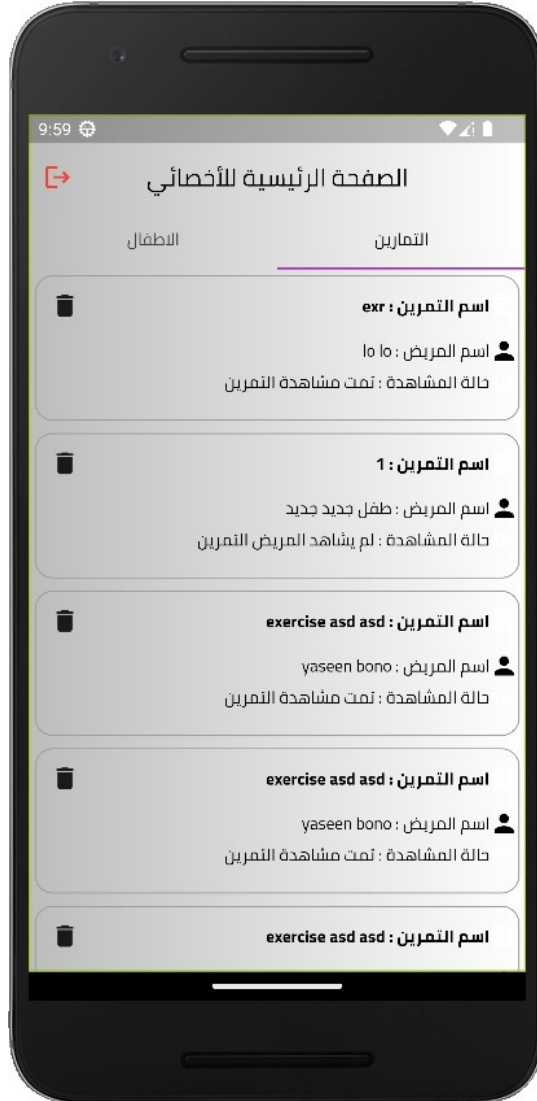 9:59
الصفحة الرئيسية للأخصائي
التمارين
الاطفال
اسم التمرين : exr
اسم المريض : lo lo
حالة المشاهدة : تمت مشاهدة التمرين
اسم التمرين : 1
اسم المريض : طفل جديد جديد
حالة المشاهدة : لم يشاهد المريض التمرين
اسم التمرين : exercise asd asd
اسم المريض : yaseen bono
حالة المشاهدة : تمت مشاهدة التمرين
اسم التمرين : exercise asd asd
اسم المريض : yaseen bono
حالة المشاهدة : تمت مشاهدة التمرين
اسم التمرين : exercise asd asd